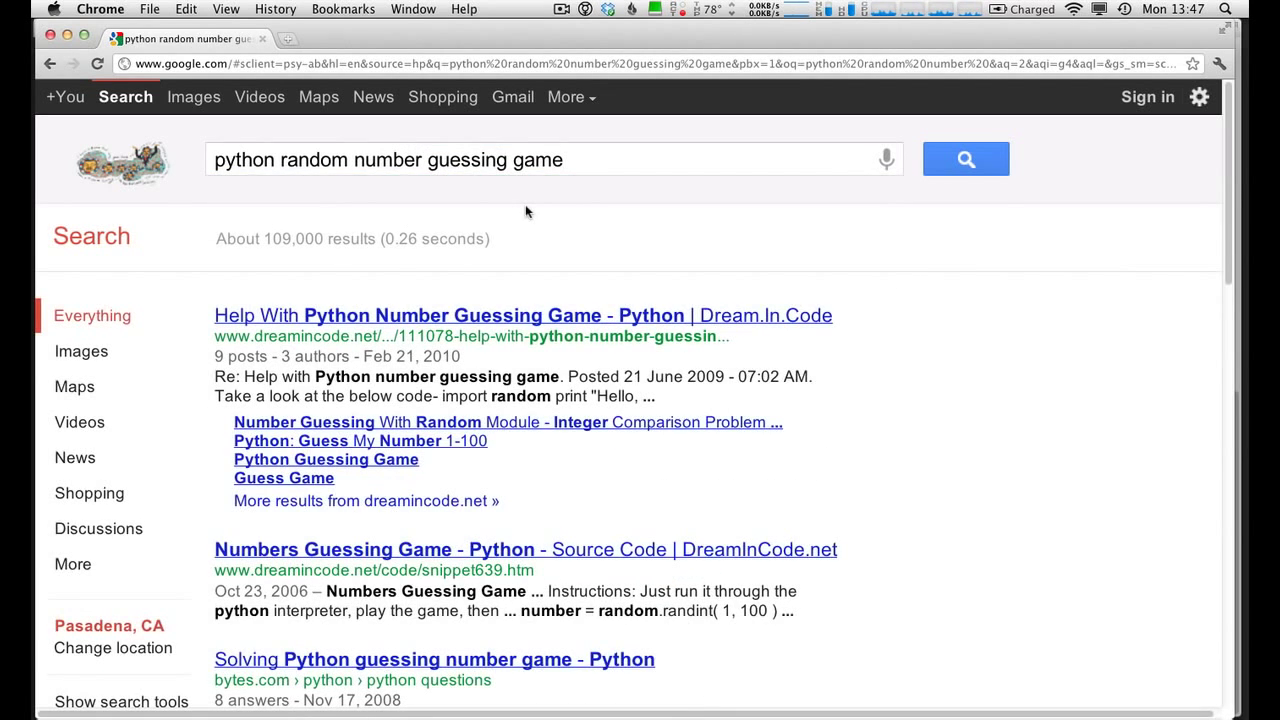 Chrome File Edit View History Bookmarks Window Help 78° 0.0KB/s 0.0KB/s Charged Mon 13:47
python random number gue
www.google.com/#sclient=psy-ab&hl=en&source=hp&q=python%20random%20number%20guessing%20game&pbx=1&oq=python%20random%20number%20&aq=2&aqi=g4&aql=&gs_sm=sc...
+You Search Images Videos Maps News Shopping Gmail More Sign in
python random number guessing game
Search About 109,000 results (0.26 seconds)
Everything
Images
Maps
Videos
News
Shopping
Discussions
More
Pasadena, CA
Change location
Show search tools
Help With Python Number Guessing Game - Python | Dream.In.Code
www.dreamincode.net/.../111078-help-with-python-number-guessin...
9 posts - 3 authors - Feb 21, 2010
Re: Help with Python number guessing game. Posted 21 June 2009 - 07:02 AM.
Take a look at the below code- import random print "Hello, ...
Number Guessing With Random Module - Integer Comparison Problem ...
Python: Guess My Number 1-100
Python Guessing Game
Guess Game
More results from dreamincode.net »
Numbers Guessing Game - Python - Source Code | DreamInCode.net
www.dreamincode.net/code/snippet639.htm
Oct 23, 2006 – Numbers Guessing Game ... Instructions: Just run it through the
python interpreter, play the game, then ... number = random.randint( 1, 100 ) ...
Solving Python guessing number game - Python
bytes.com › python › python questions
8 answers - Nov 17, 2008